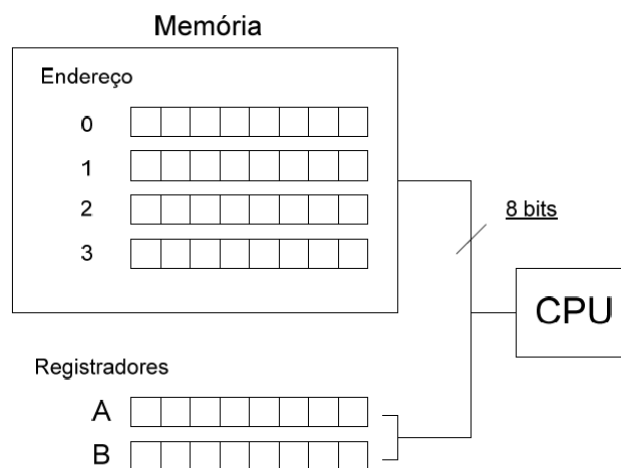 Memória
Endereço
0
1
2
3
8 bits
CPU
Registradores
A
B